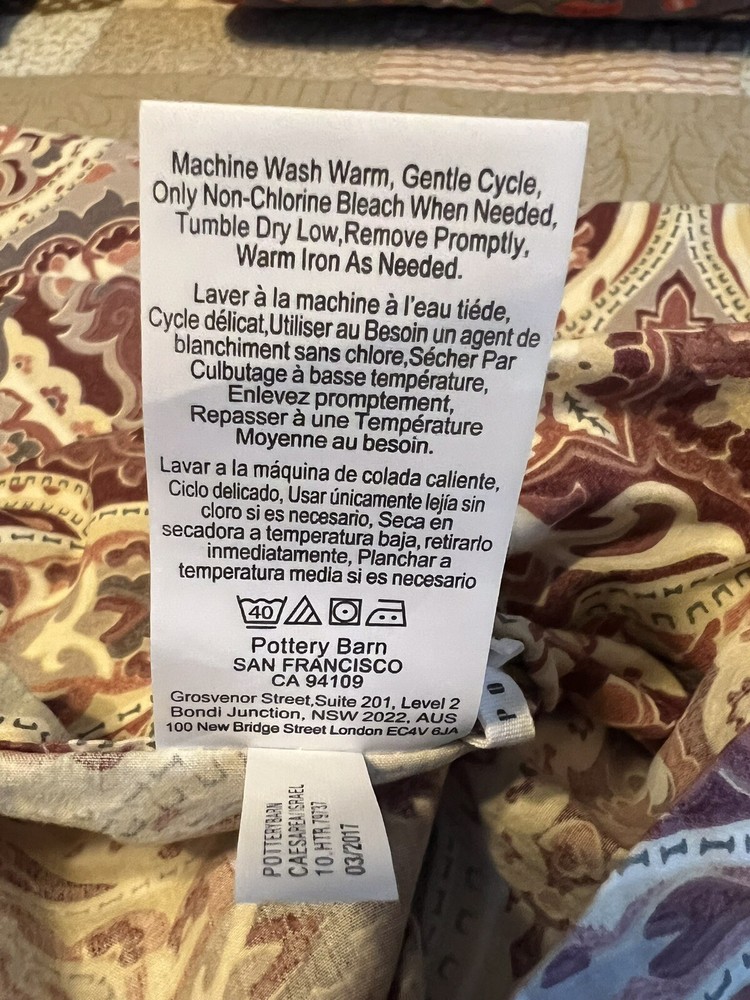 Machine Wash Warm, Gentle Cycle,
Only Non-Chlorine Bleach When Needed,
Tumble Dry Low,Remove Promptly,
Warm Iron As Needed.
Laver à la machine à l'eau tiéde,
Cycle délicat,Utiliser au Besoin un agent de
blanchiment sans chlore,Sécher Par
Culbutage à basse température,
Enlevez promptement,
Repasser à une Température
Moyenne au besoin.
Lavar a la máquina de colada caliente,
Ciclo delicado, Usar únicamente lejía sin
cloro si es necesario, Seca en
secadora a temperatura baja, retirarlo
inmediatamente, Planchar a
temperatura media si es necesario
40
Pottery Barn
SAN FRANCISCO
CA 94109
Grosvenor Street,Suite 201, Level 2
Bondi Junction, NSW 2022, AUS
100 New Bridge Street London EC4V 6JA
P O
POTTERYBARN
CAESAREA/ISRAEL
10.HTR.79737
03/2017